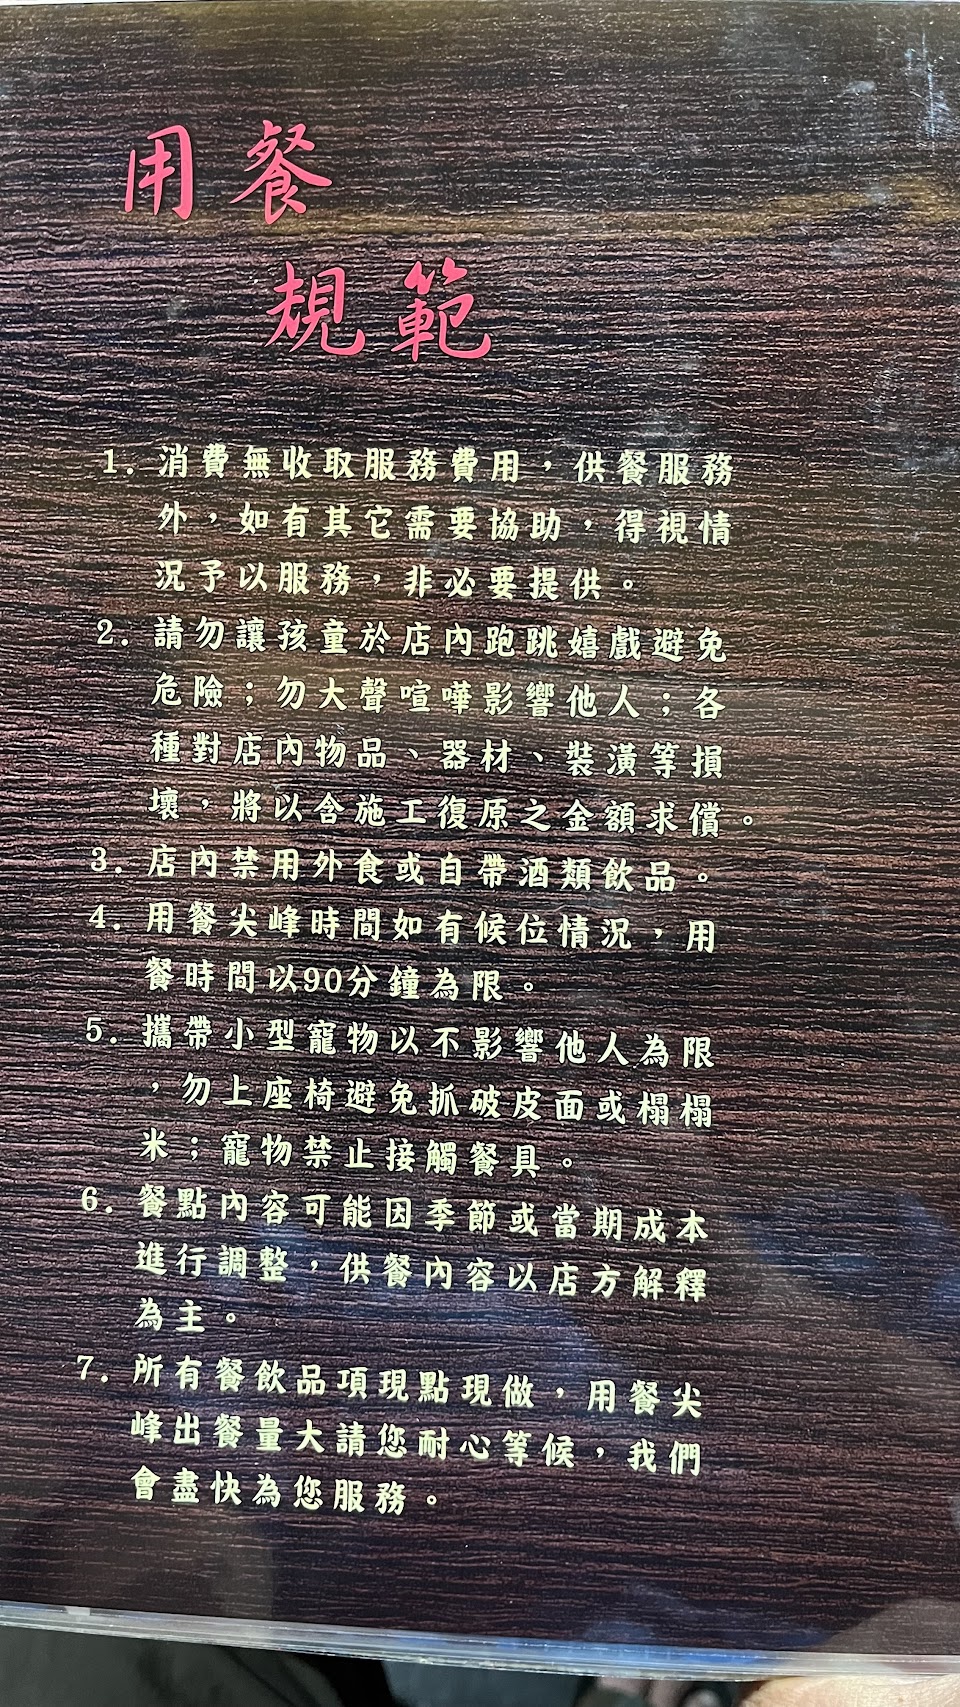 用餐
規範
1. 消費無收取服務費用，供餐服務
外，如有其它需要協助，得視情
況予以服務，非必要提供。
2. 請勿讓孩童於店內跑跳嬉戲避免
危險；勿大聲喧嘩影響他人；各
種對店內物品、器材、裝潢等損
壞，將以含施工復原之金額求償。
3. 店內禁用外食或自帶酒類飲品。
4. 用餐尖峰時間如有候位情況，用
餐時間以90分鐘為限。
5. 攜帶小型寵物以不影響他人為限
，勿上座椅避免抓破皮面或榻榻
米；寵物禁止接觸餐具。
6. 餐點內容可能因季節或當期成本
進行調整，供餐內容以店方解釋
為主。
7. 所有餐飲品項現點現做，用餐尖
峰出餐量大請您耐心等候，我們
會盡快為您服務。